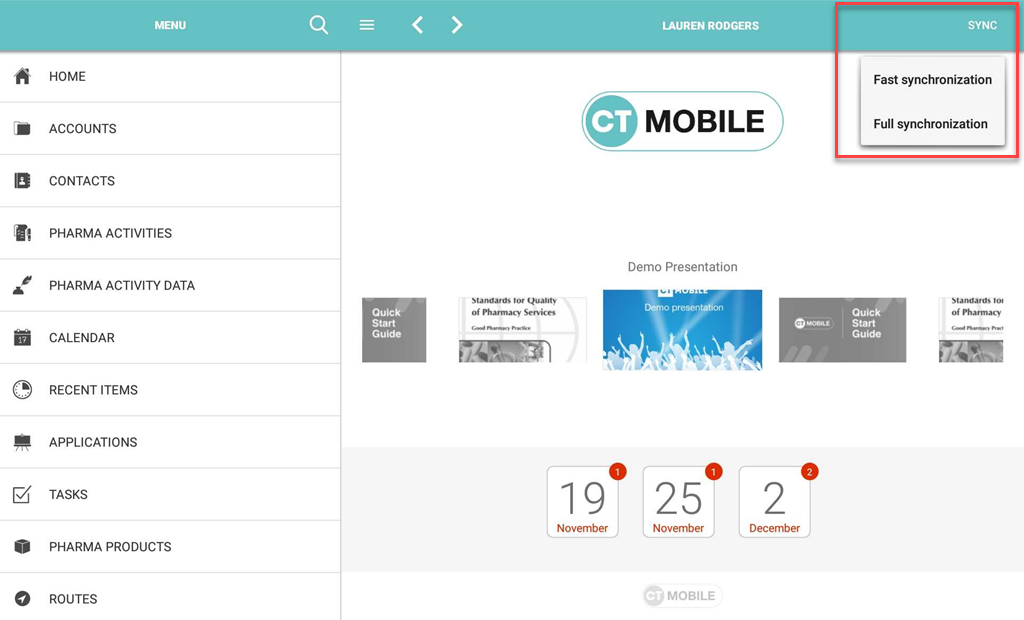 MENU
LAUREN RODGERS
SYNC
Fast synchronization
Full synchronization
HOME
ACCOUNTS
CONTACTS
PHARMA ACTIVITIES
PHARMA ACTIVITY DATA
17
CALENDAR
RECENT ITEMS
APPLICATIONS
TASKS
PHARMA PRODUCTS
ROUTES
CT MOBILE
Demo Presentation
Quick
Start
Guide
Standards for Quality
of Pharmacy Services
Good Pharmacy Practice
CT MOBILE
Demo presentation
CT MOBILE
Quick
Start
Guide
Standards for
of Pharmacy
Good Pharmacy
1
19
November
1
25
November
2
2
December
CT MOBILE